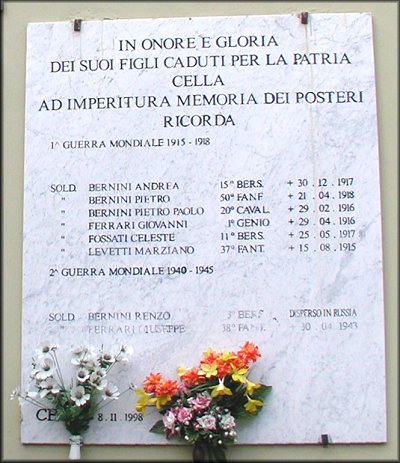 IN ONORE E GLORIA
DEI SUOI FIGLI CADUTI PER LA PATRIA
CELLA
AD IMPERITURA MEMORIA DEI POSTERI
RICORDA
1^ GUERRA MONDIALE 1915 - 1918
SOLD. BERNINI ANDREA 15° BERS. + 30 . 12 . 1917
" BERNINI PIETRO 50° FANF + 21 . 04 . 1918
" BERNINI PIETRO PAOLO 20° CAVAL. + 29 . 02 . 1916
" FERRARI GIOVANNI 1° GENIO + 29 . 04 . 1916
" FOSSATI CELESTE 11° BERS. + 25 . 05 . 1917
" LEVETTI MARZIANO 37° FANT. + 15 . 08 . 1915
2^ GUERRA MONDIALE 1940 - 1945
SOLD. BERNINI RENZO 3° BERS. DISPERSO IN RUSSIA
" FERRARI GIUSEPPE 38° FANT. + 30 . 04 . 1943
8 . 11 . 1998